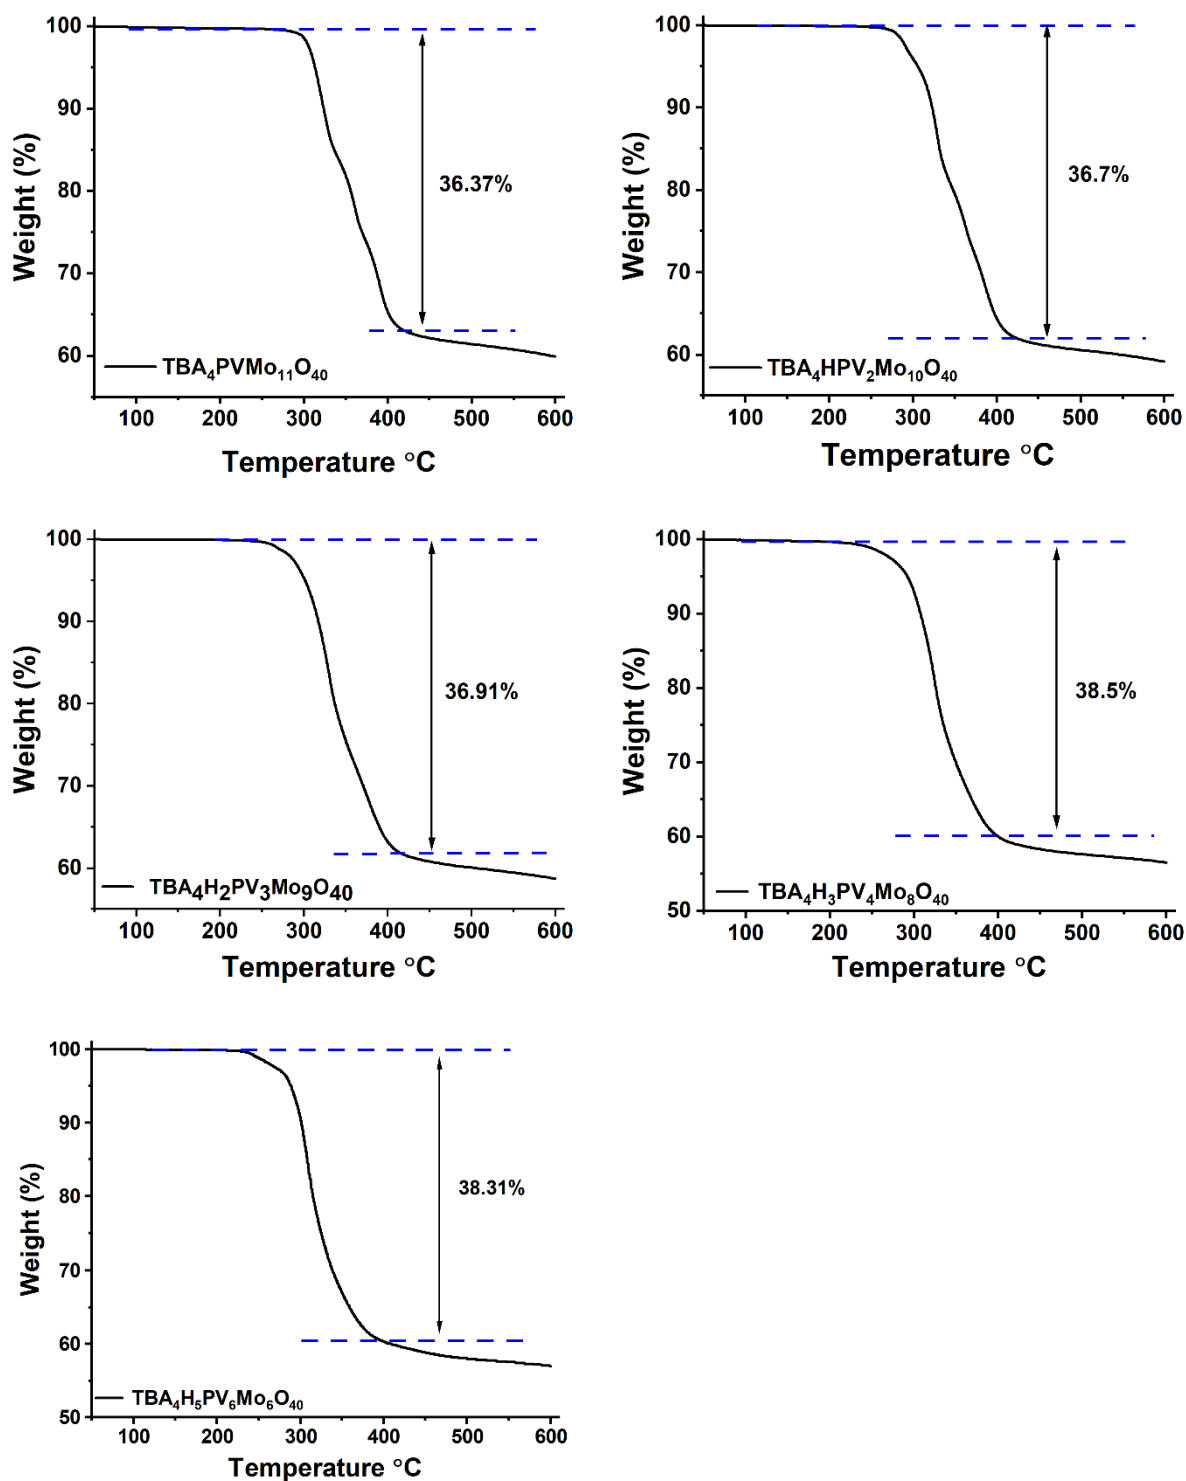 100
90
80
70
60
Weight (%)
36.37%
TBA₄PVMo₁₁O₄₀
100 200 300 400 500 600
Temperature °C
100
90
80
70
60
Weight (%)
36.7%
TBA₄HPV₂Mo₁₀O₄₀
100 200 300 400 500 600
Temperature °C
100
90
80
70
60
Weight (%)
36.91%
TBA₄H₂PV₃Mo₉O₄₀
100 200 300 400 500 600
Temperature °C
100
90
80
70
60
50
Weight (%)
38.5%
TBA₄H₃PV₄Mo₈O₄₀
100 200 300 400 500 600
Temperature °C
100
90
80
70
60
50
Weight (%)
38.31%
TBA₄H₅PV₆Mo₆O₄₀
100 200 300 400 500 600
Temperature °C